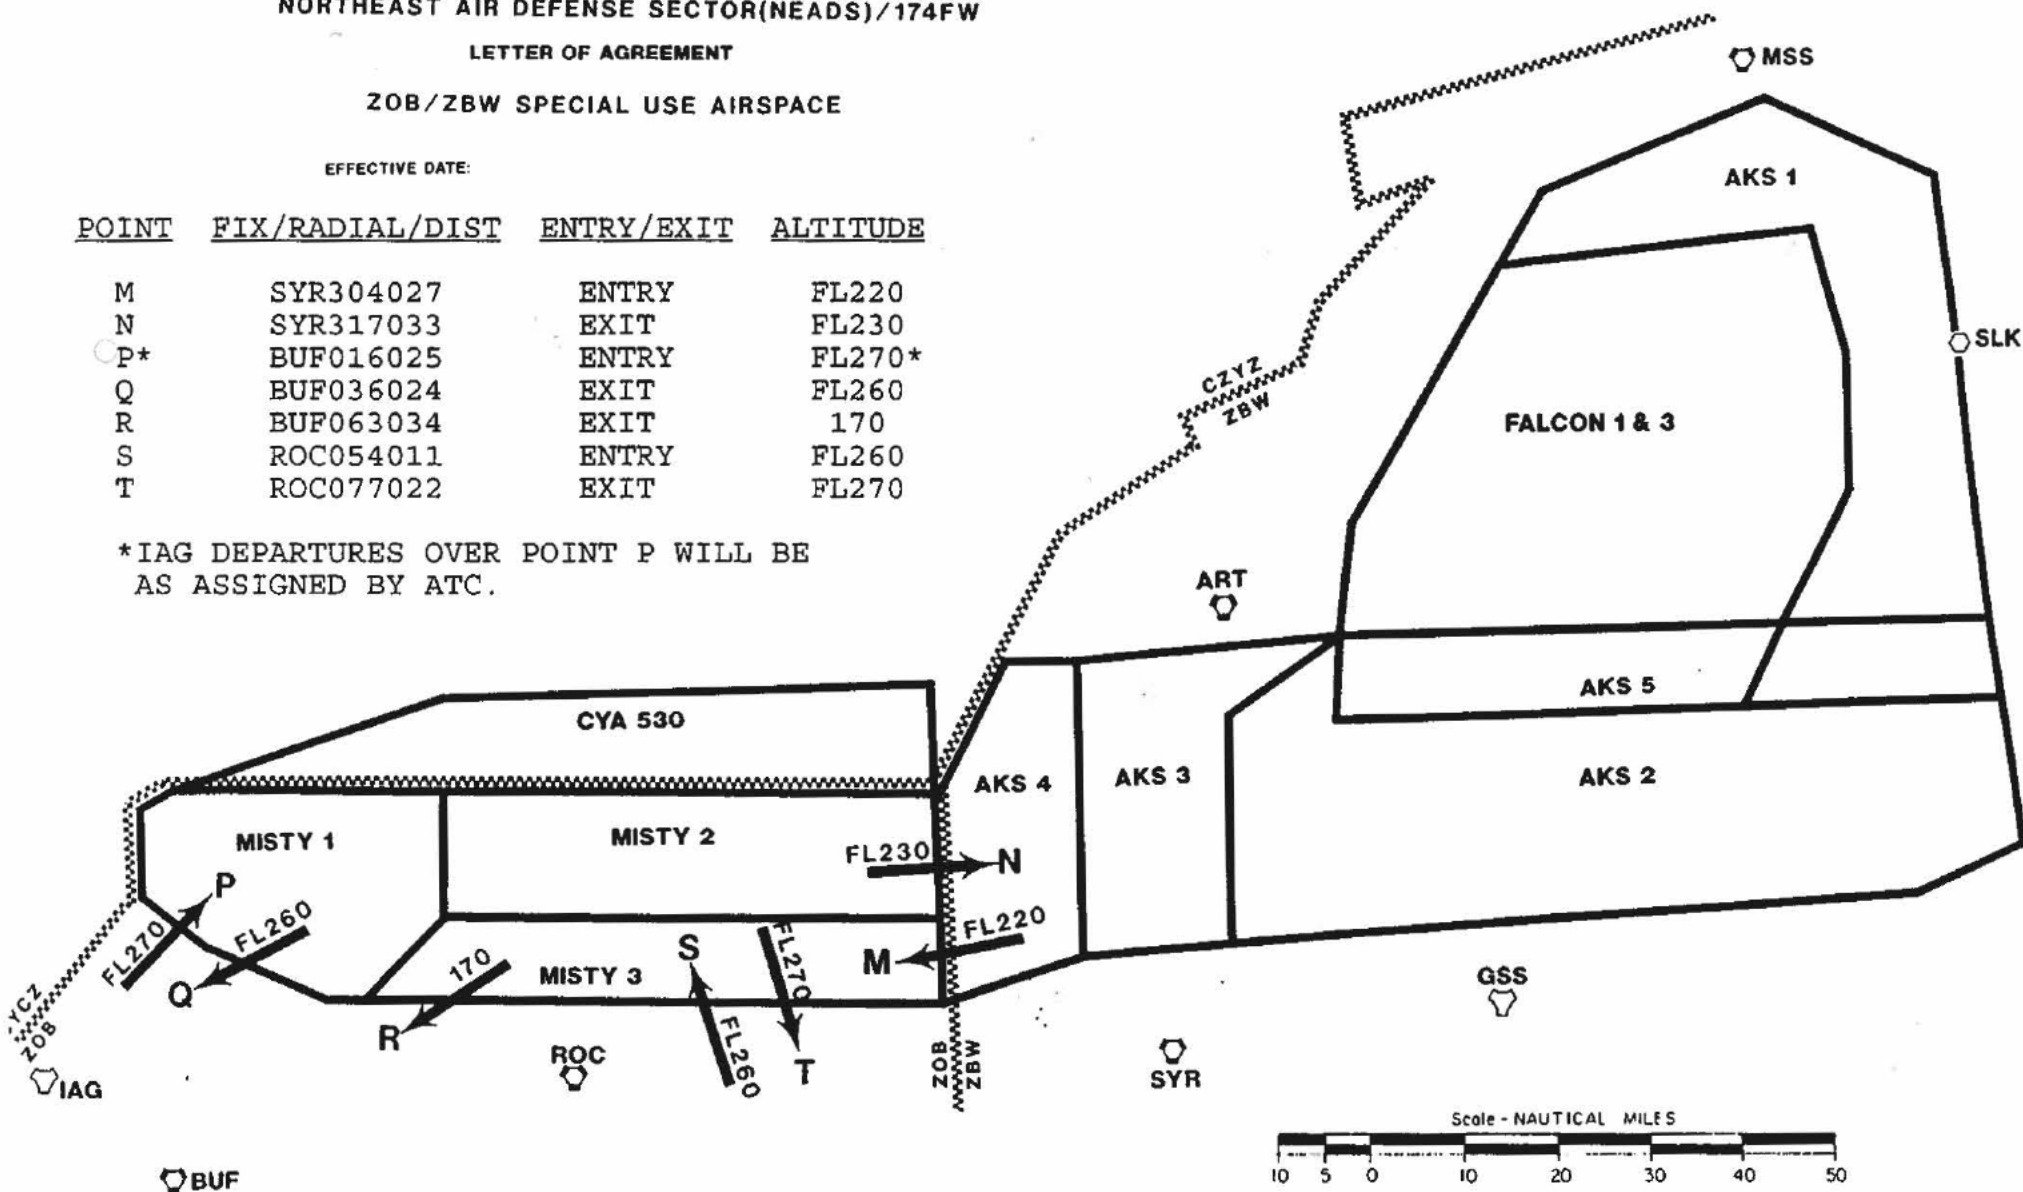 NORTHEAST AIR DEFENSE SECTOR(NEADS)/174FW
LETTER OF AGREEMENT
ZOB/ZBW SPECIAL USE AIRSPACE
EFFECTIVE DATE:
POINT FIX/RADIAL/DIST ENTRY/EXIT ALTITUDE
M SYR304027 ENTRY FL220
N SYR317033 EXIT FL230
P* BUF016025 ENTRY FL270*
Q BUF036024 EXIT FL260
R BUF063034 EXIT 170
S ROC054011 ENTRY FL260
T ROC077022 EXIT FL270
*IAG DEPARTURES OVER POINT P WILL BE
AS ASSIGNED BY ATC.
MSS
AKS 1
SLK
CZYZ
ZBW
FALCON 1 & 3
ART
AKS 5
CYA 530
AKS 4
AKS 3
AKS 2
MISTY 1
MISTY 2
FL230
N
P
FL270
FL260
Q
170
R
MISTY 3
S
FL260
FL270
T
M
FL220
GSS
YCZ
ZOB
IAG
ROC
ZOB
ZBW
SYR
BUF
Scale - NAUTICAL MILES
10 5 0 10 20 30 40 50